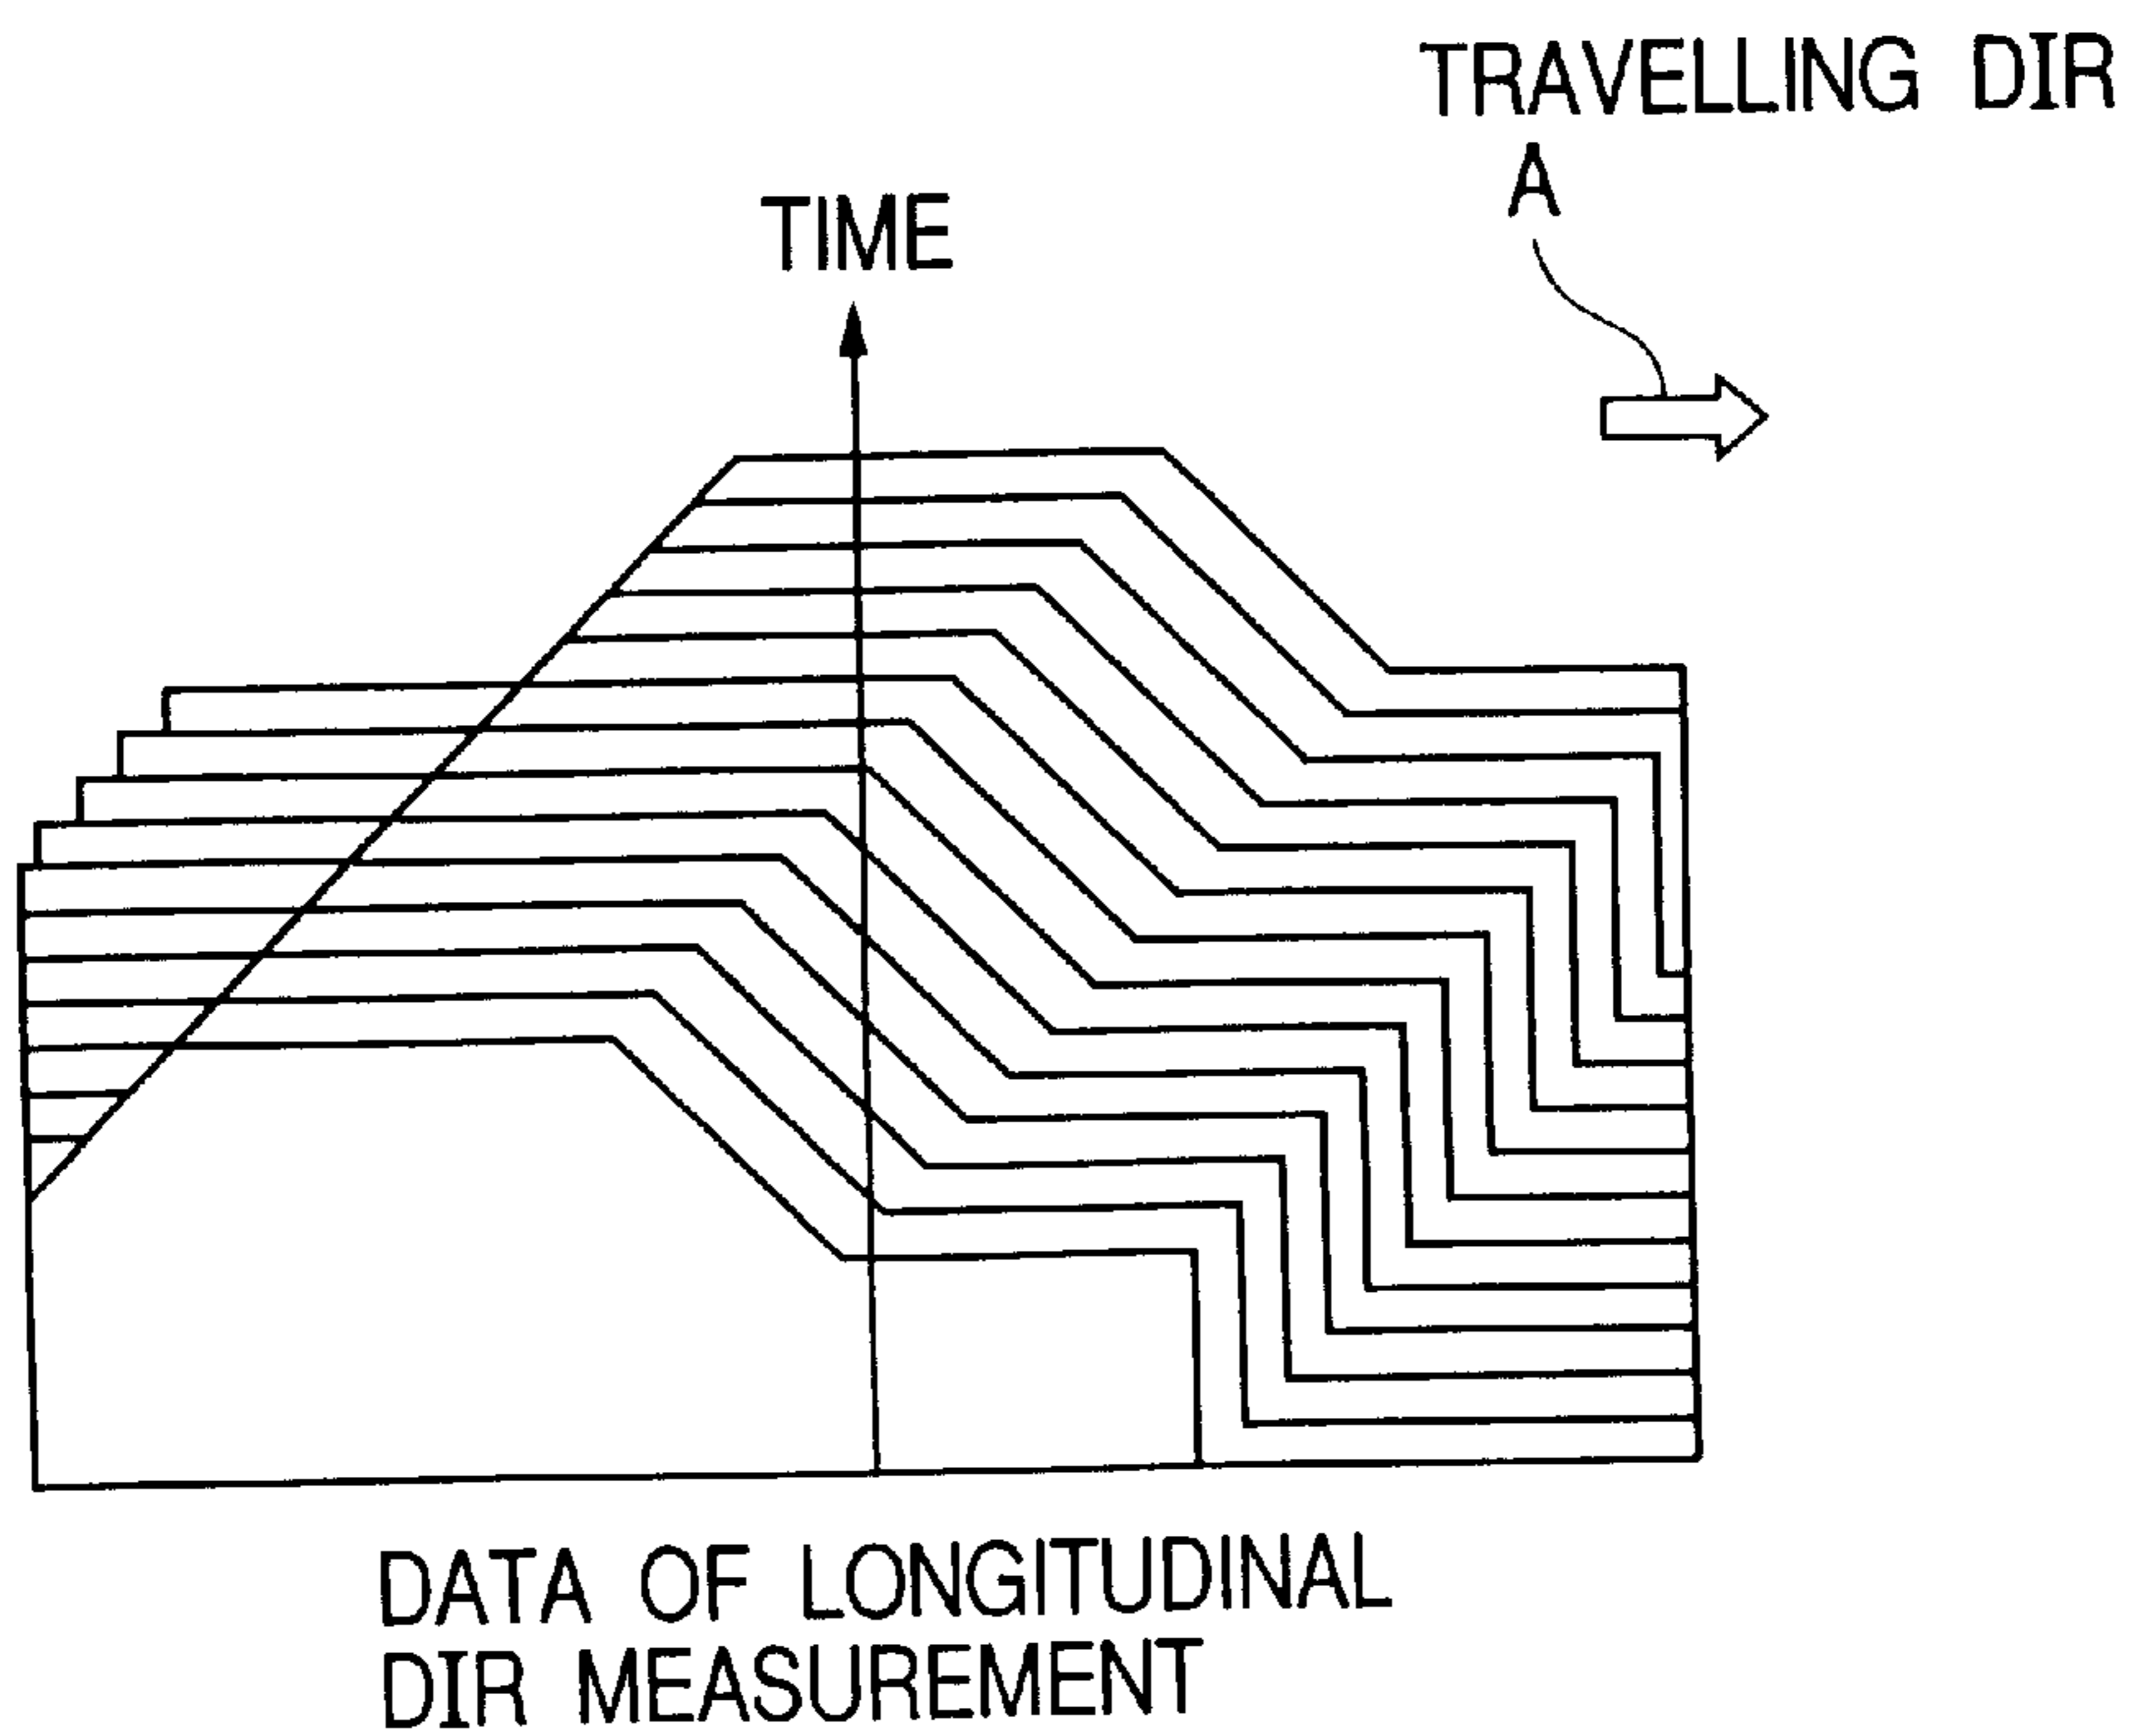 TRAVELLING DIR
A
TIME
DATA OF LONGITUDINAL
DIR MEASUREMENT